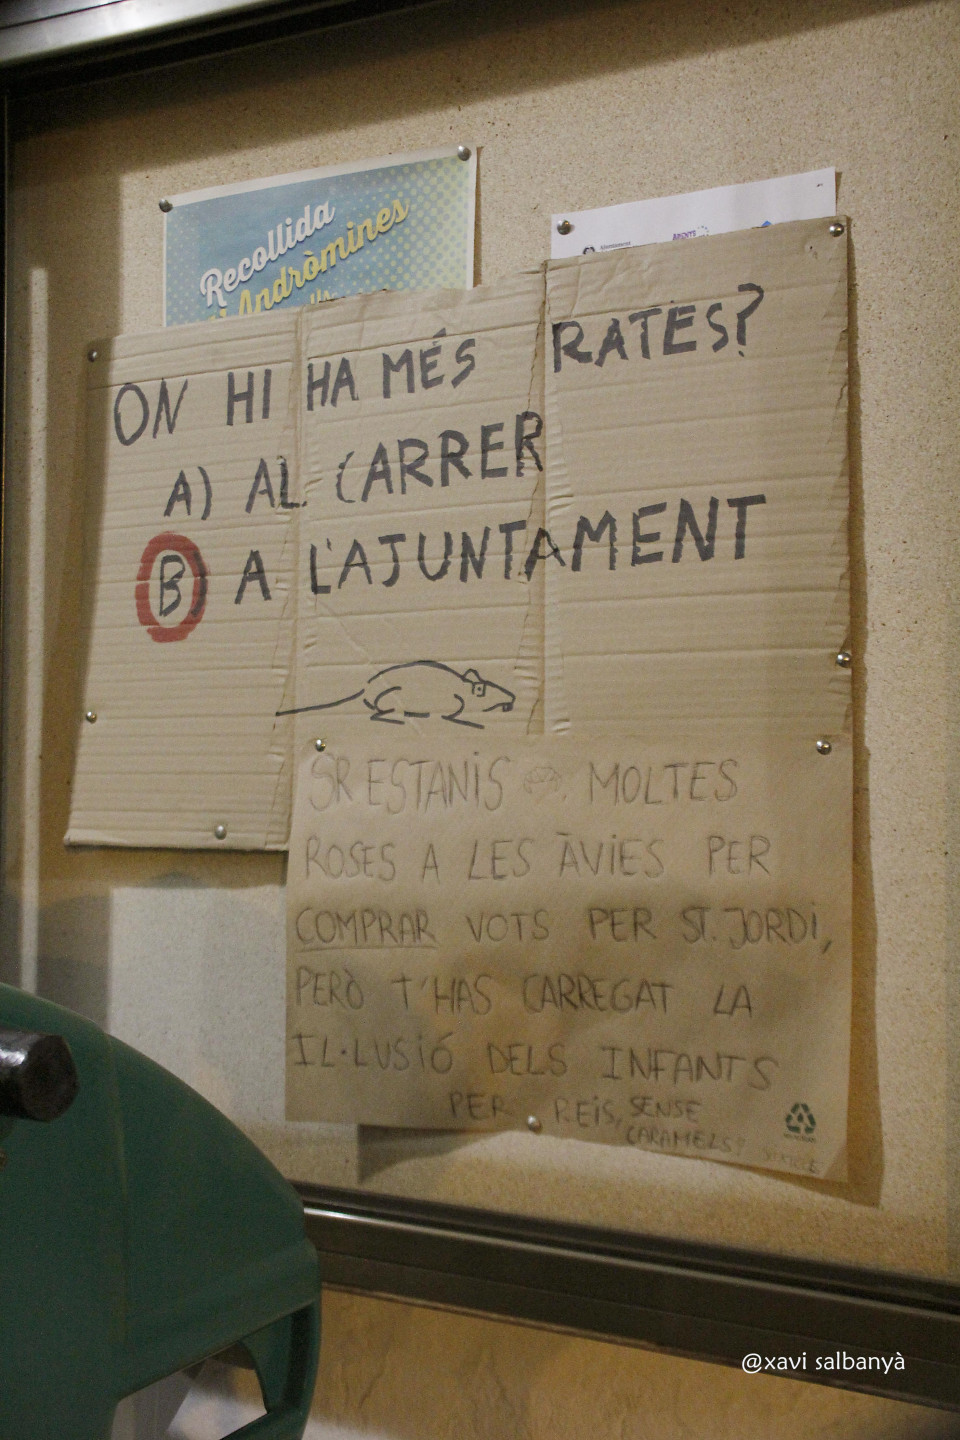 Recollida
d'Andròmines
ON HI HA MÉS RATES?
A) AL CARRER
B) A L'AJUNTAMENT
SR ESTANIS MOLTES
ROSES A LES ÀVIES PER
COMPRAR VOTS PER ST. JORDI,
PERÒ T'HAS CARREGAT LA
IL·LUSIÓ DELS INFANTS
PER REIS, SENSE
CARAMELS?
@xavi salbanyà